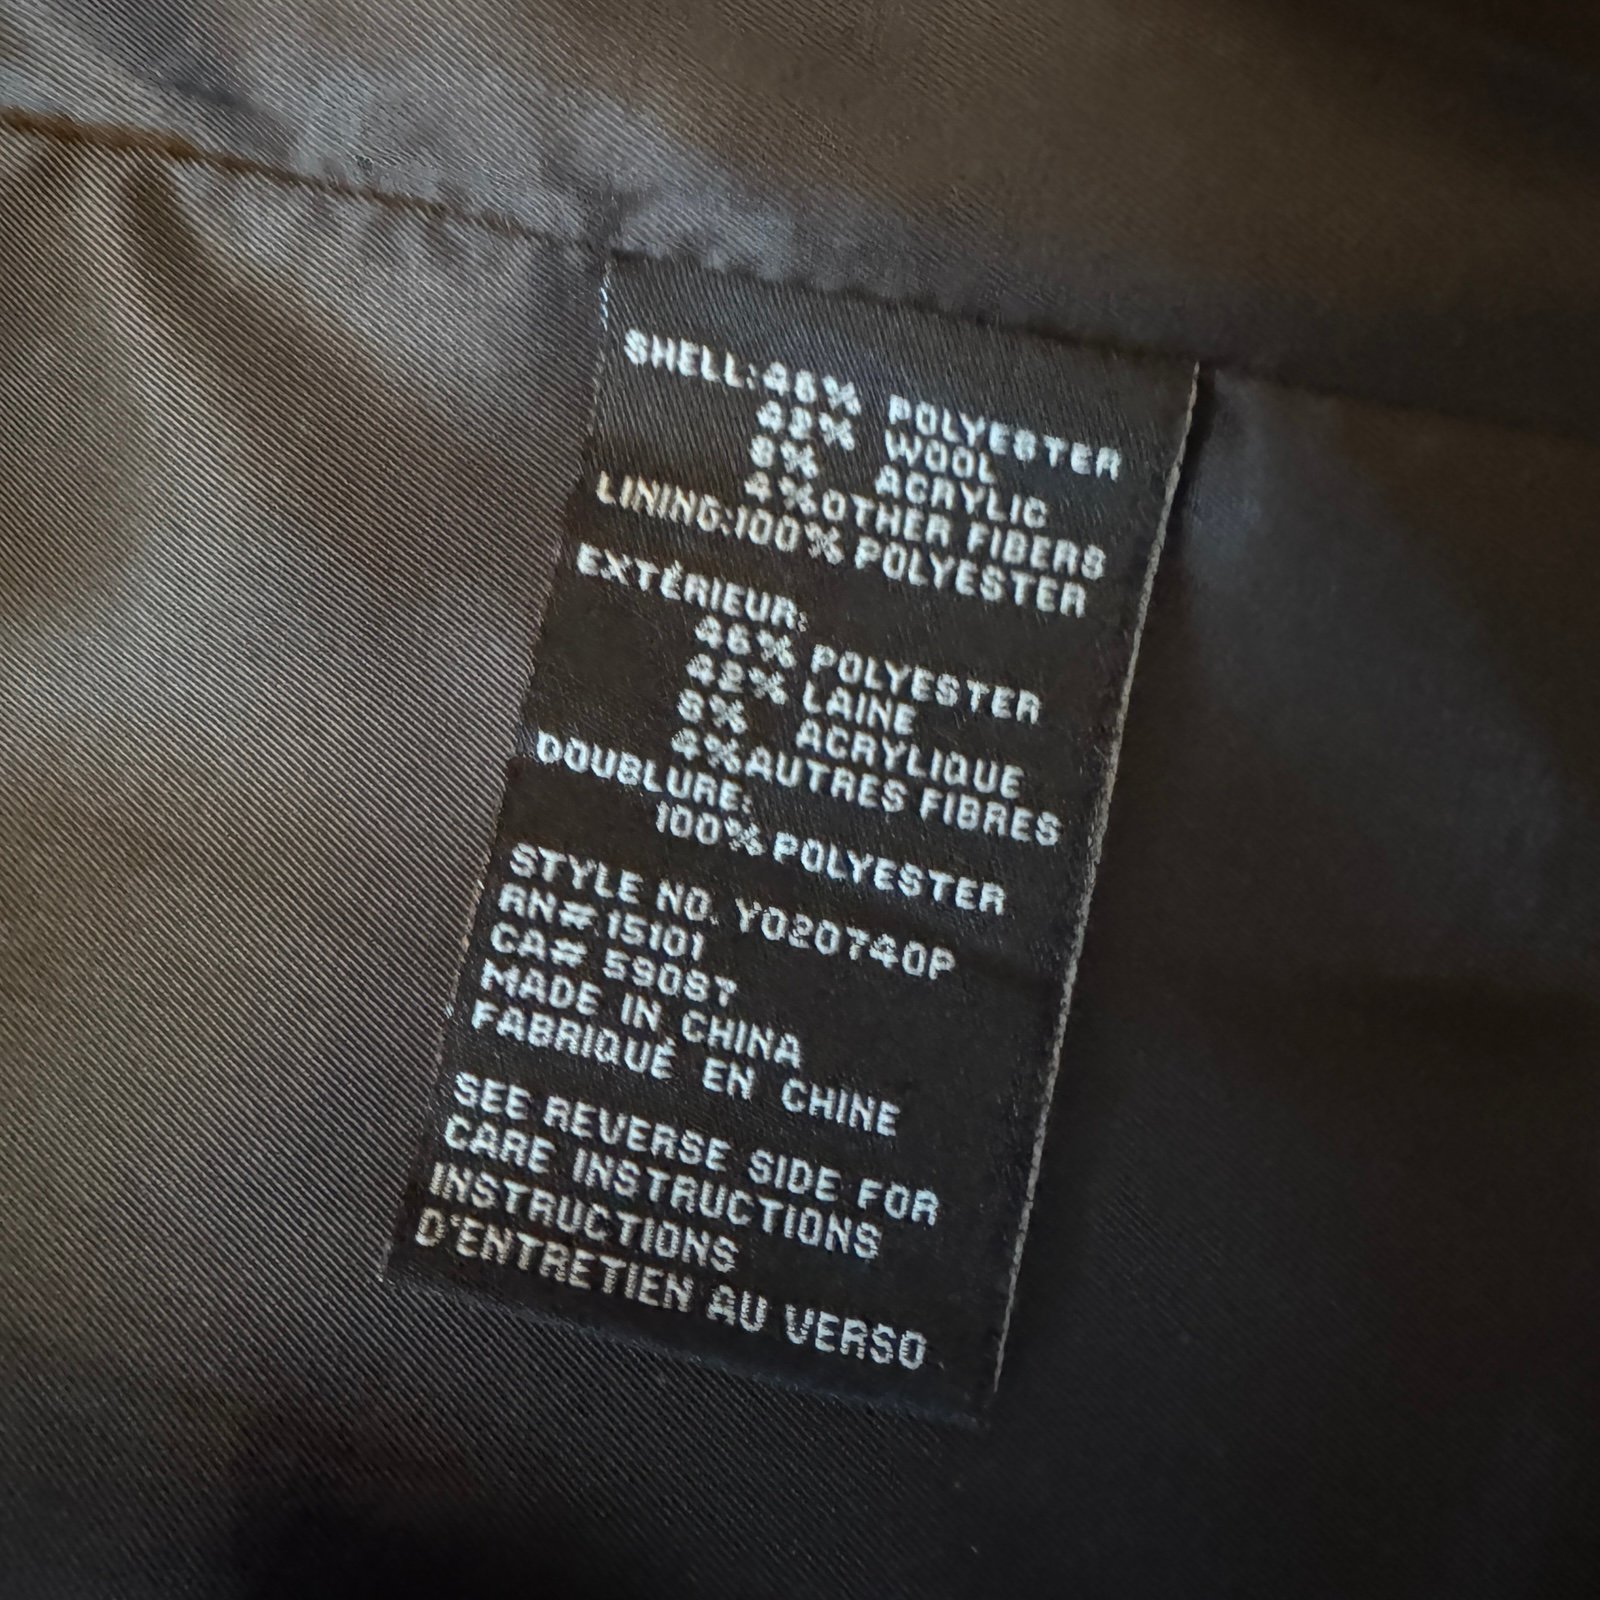 SHELL:46% POLYESTER
42% WOOL
8% ACRYLIC
4%OTHER FIBERS
LINING:100% POLYESTER
EXTÉRIEUR:
46% POLYESTER
42% LAINE
8% ACRYLIQUE
4%AUTRES FIBRES
DOUBLURE:
100% POLYESTER
STYLE NO. Y020740P
RN# 15101
CA# 59087
MADE IN CHINA
FABRIQUÉ EN CHINE
SEE REVERSE SIDE FOR
CARE INSTRUCTIONS
INSTRUCTIONS
D'ENTRETIEN AU VERSO